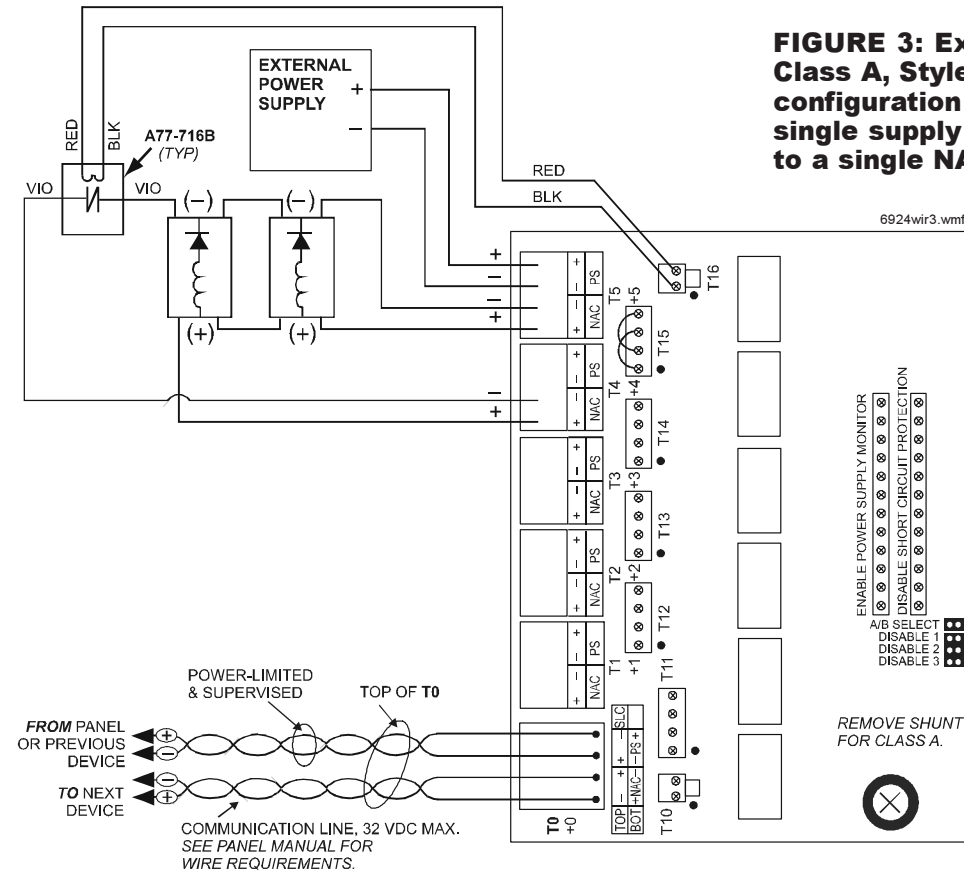 FIGURE 3: Ex
Class A, Style
configuration
single supply
to a single NA
6924wir3.wmf
EXTERNAL
POWER
SUPPLY
+
−
RED
BLK
A77-716B
(TYP)
VIO
VIO
(−)
(−)
(+)
(+)
RED
BLK
+
−
−
+
−
+
+ − − +
PS NAC
T5
+5
T16
T15
+ − − +
PS NAC
T4
+4
T14
+ − − +
PS NAC
T3
+3
T13
+ − − +
PS NAC
T2
+2
T12
+ − − +
PS NAC
T1
+1
T11
ENABLE POWER SUPPLY MONITOR
DISABLE SHORT CIRCUIT PROTECTION
A/B SELECT
DISABLE 1
DISABLE 2
DISABLE 3
REMOVE SHUNT
FOR CLASS A.
POWER-LIMITED
& SUPERVISED
TOP OF T0
FROM PANEL
OR PREVIOUS
DEVICE
+
−
−
+
TO NEXT
DEVICE
COMMUNICATION LINE, 32 VDC MAX.
SEE PANEL MANUAL FOR
WIRE REQUIREMENTS.
T0
+0
TOP − + + − SLC
BOT +NAC− −PS+
T10